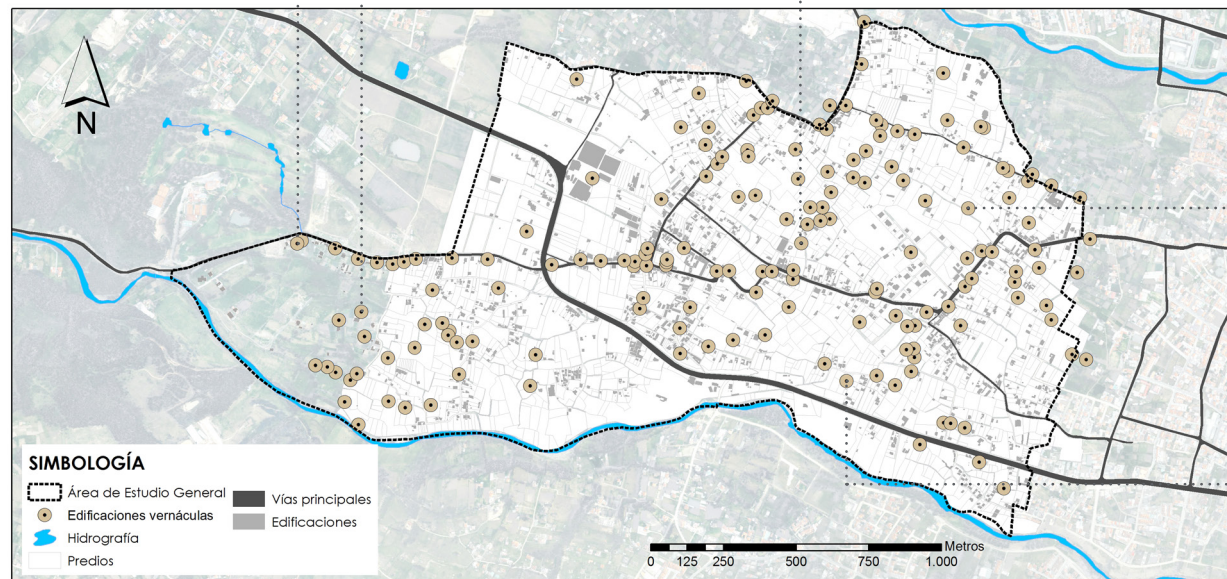 N
SIMBOLOGÍA
Área de Estudio General
Edificaciones vernáculas
Hidrografía
Predios
Vías principales
Edificaciones
Metros
0 125 250 500 750 1.000